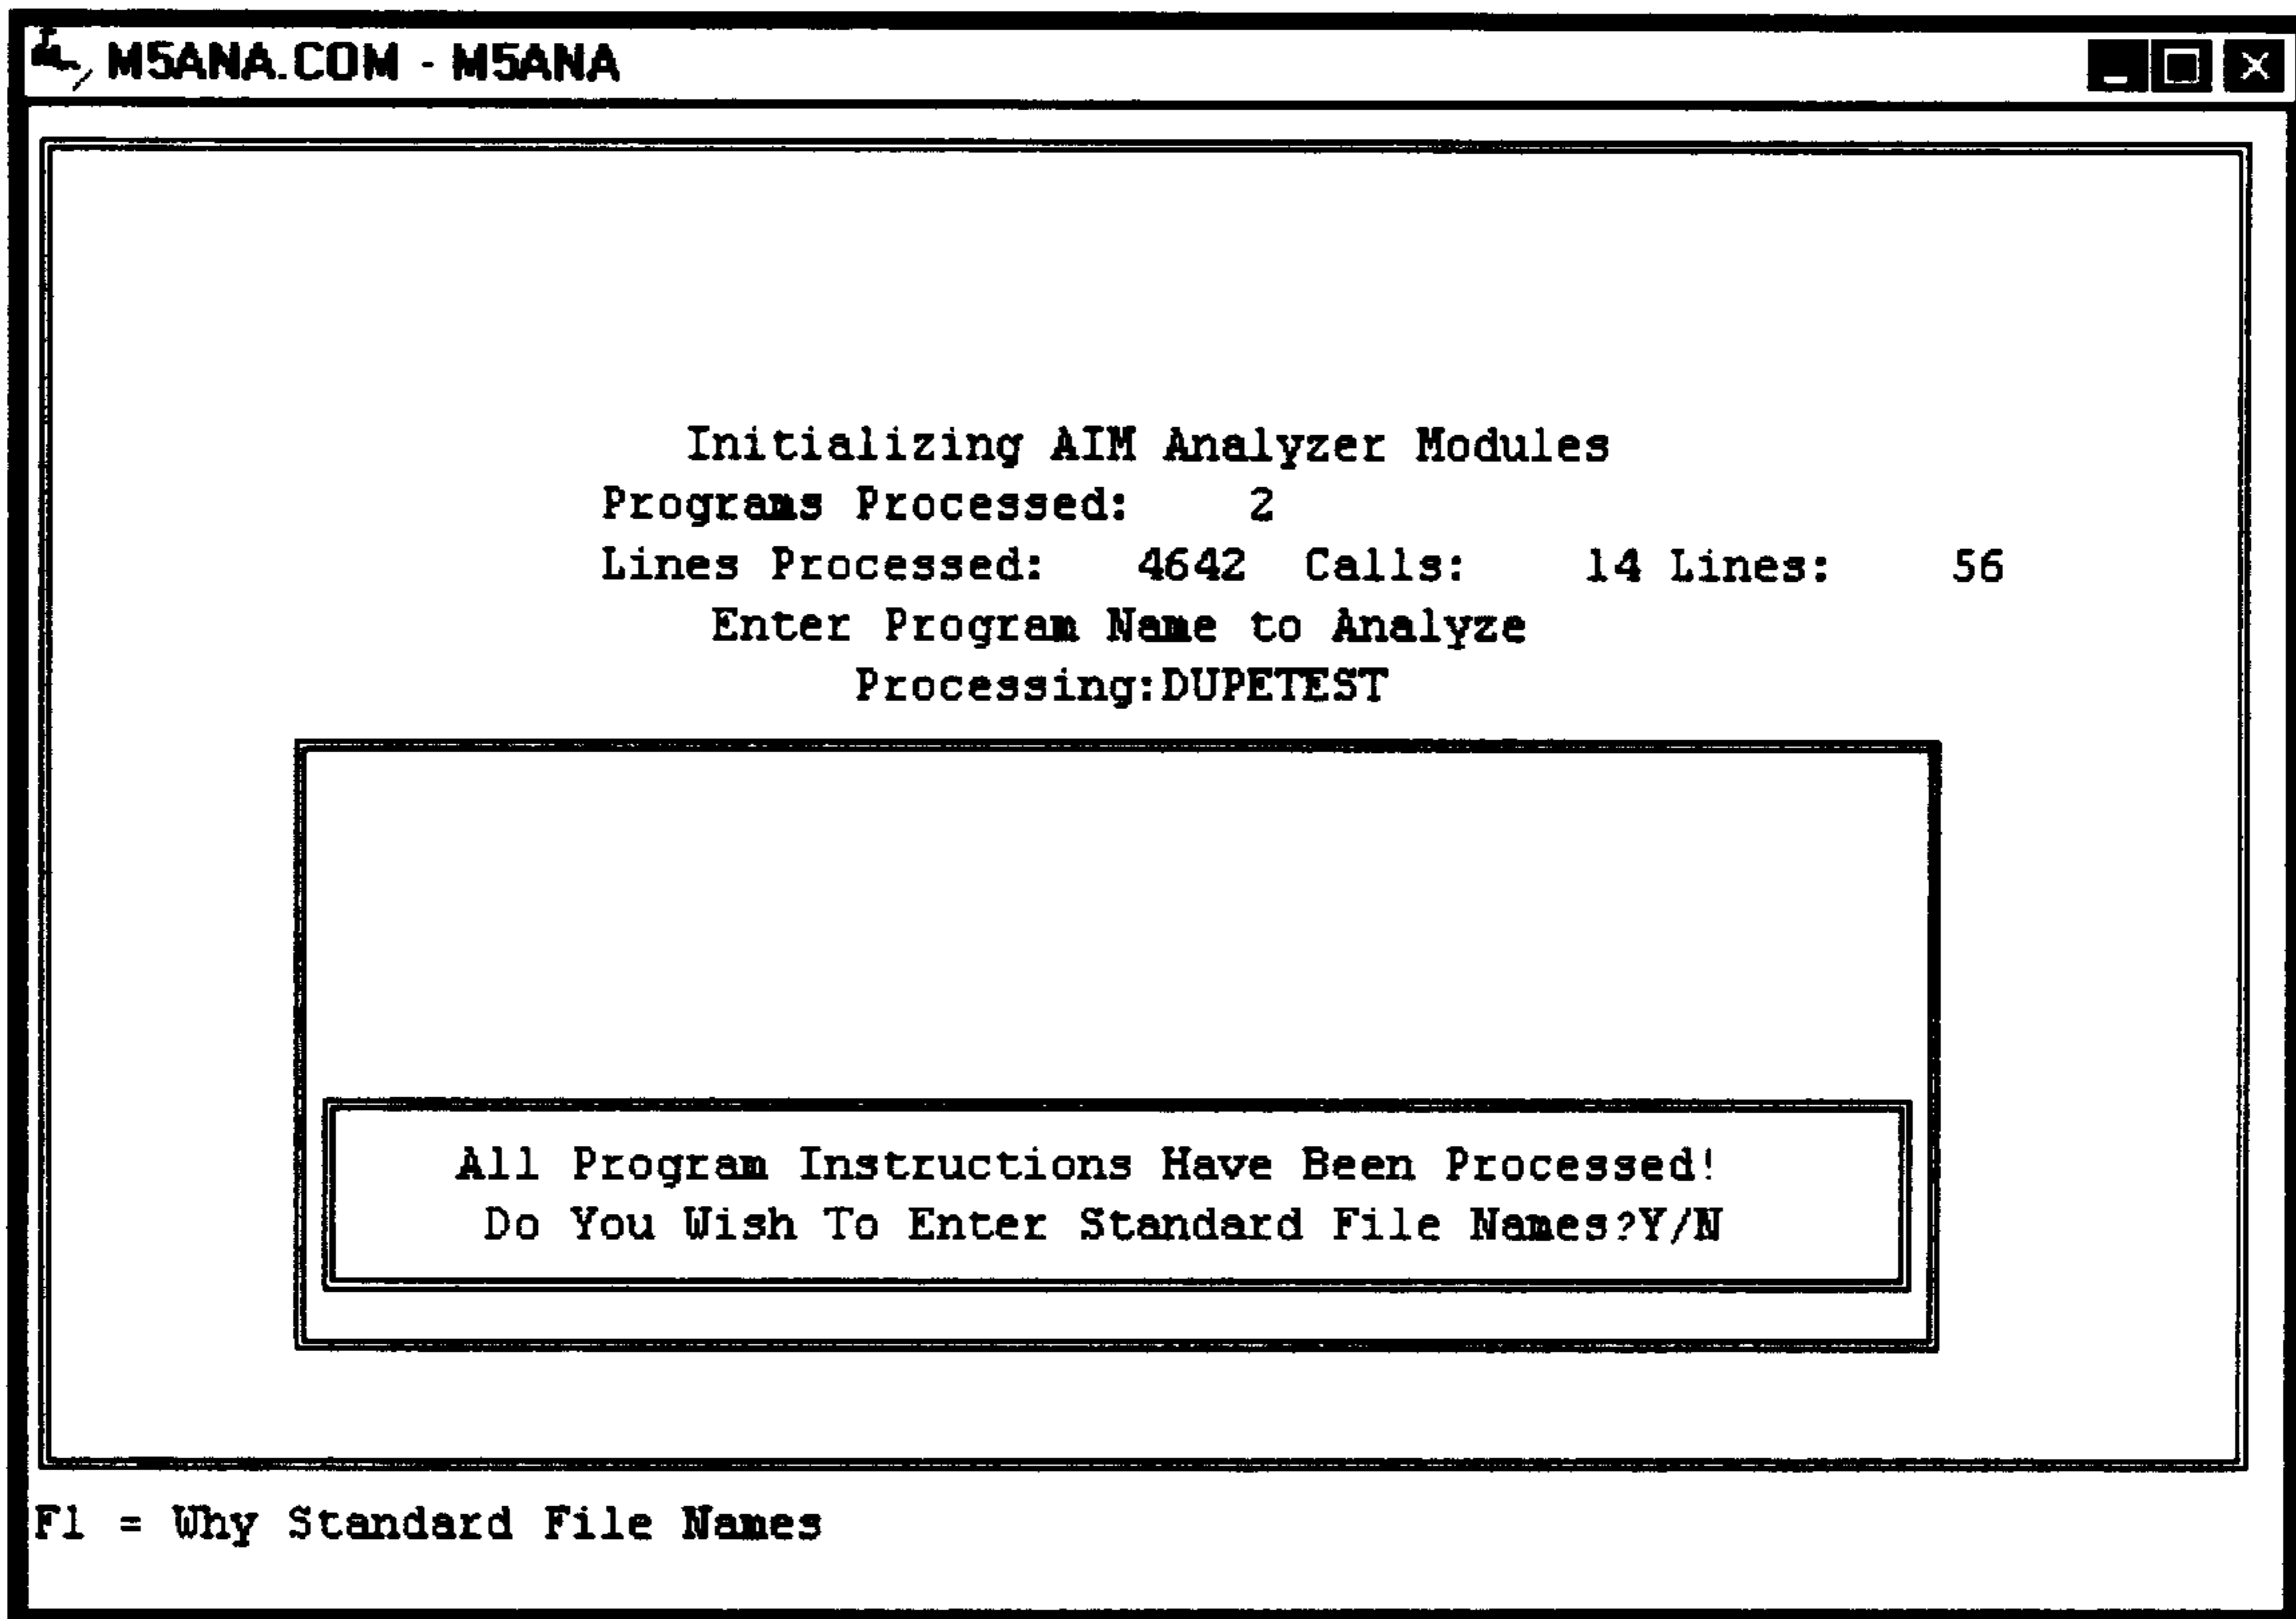 M5ANA.COM - M5ANA
Initializing AIM Analyzer Modules
Programs Processed: 2
Lines Processed: 4642 Calls: 14 Lines: 56
Enter Program Name to Analyze
Processing:DUPETEST
All Program Instructions Have Been Processed!
Do You Wish To Enter Standard File Names?Y/N
F1 = Why Standard File Names